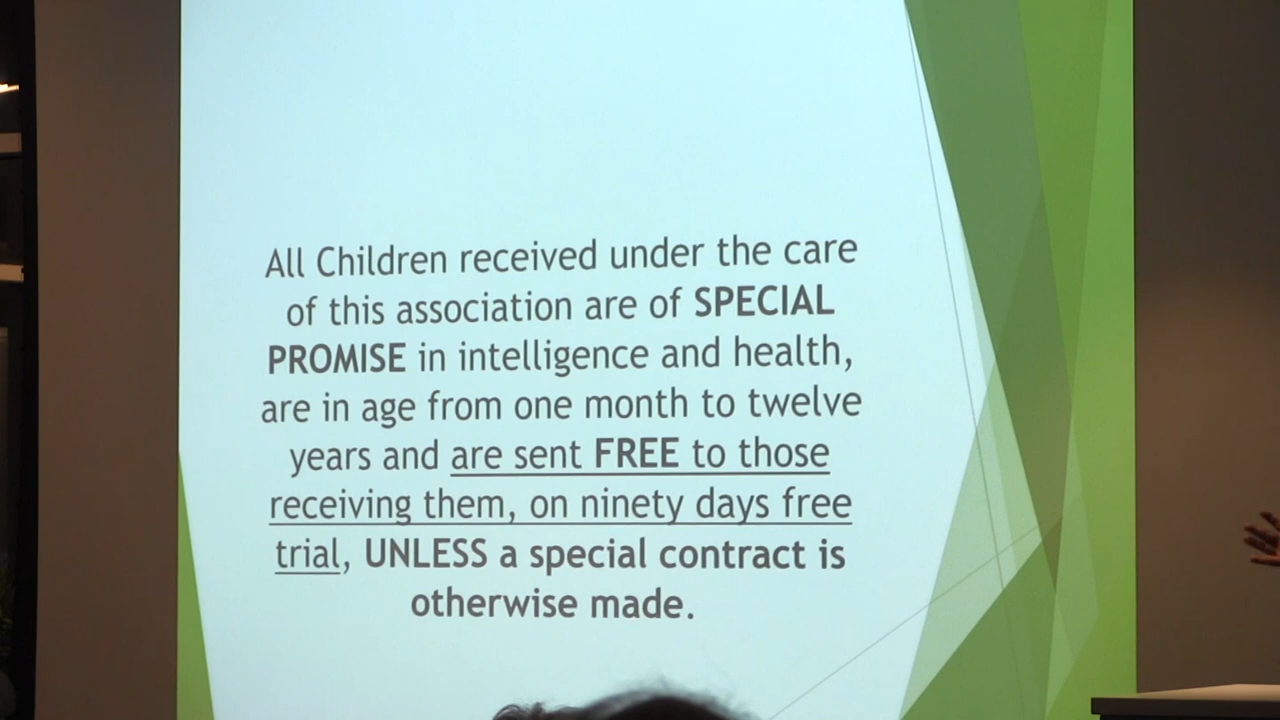 All Children received under the care
of this association are of SPECIAL
PROMISE in intelligence and health,
are in age from one month to twelve
years and are sent FREE to those
receiving them, on ninety days free
trial, UNLESS a special contract is
otherwise made.